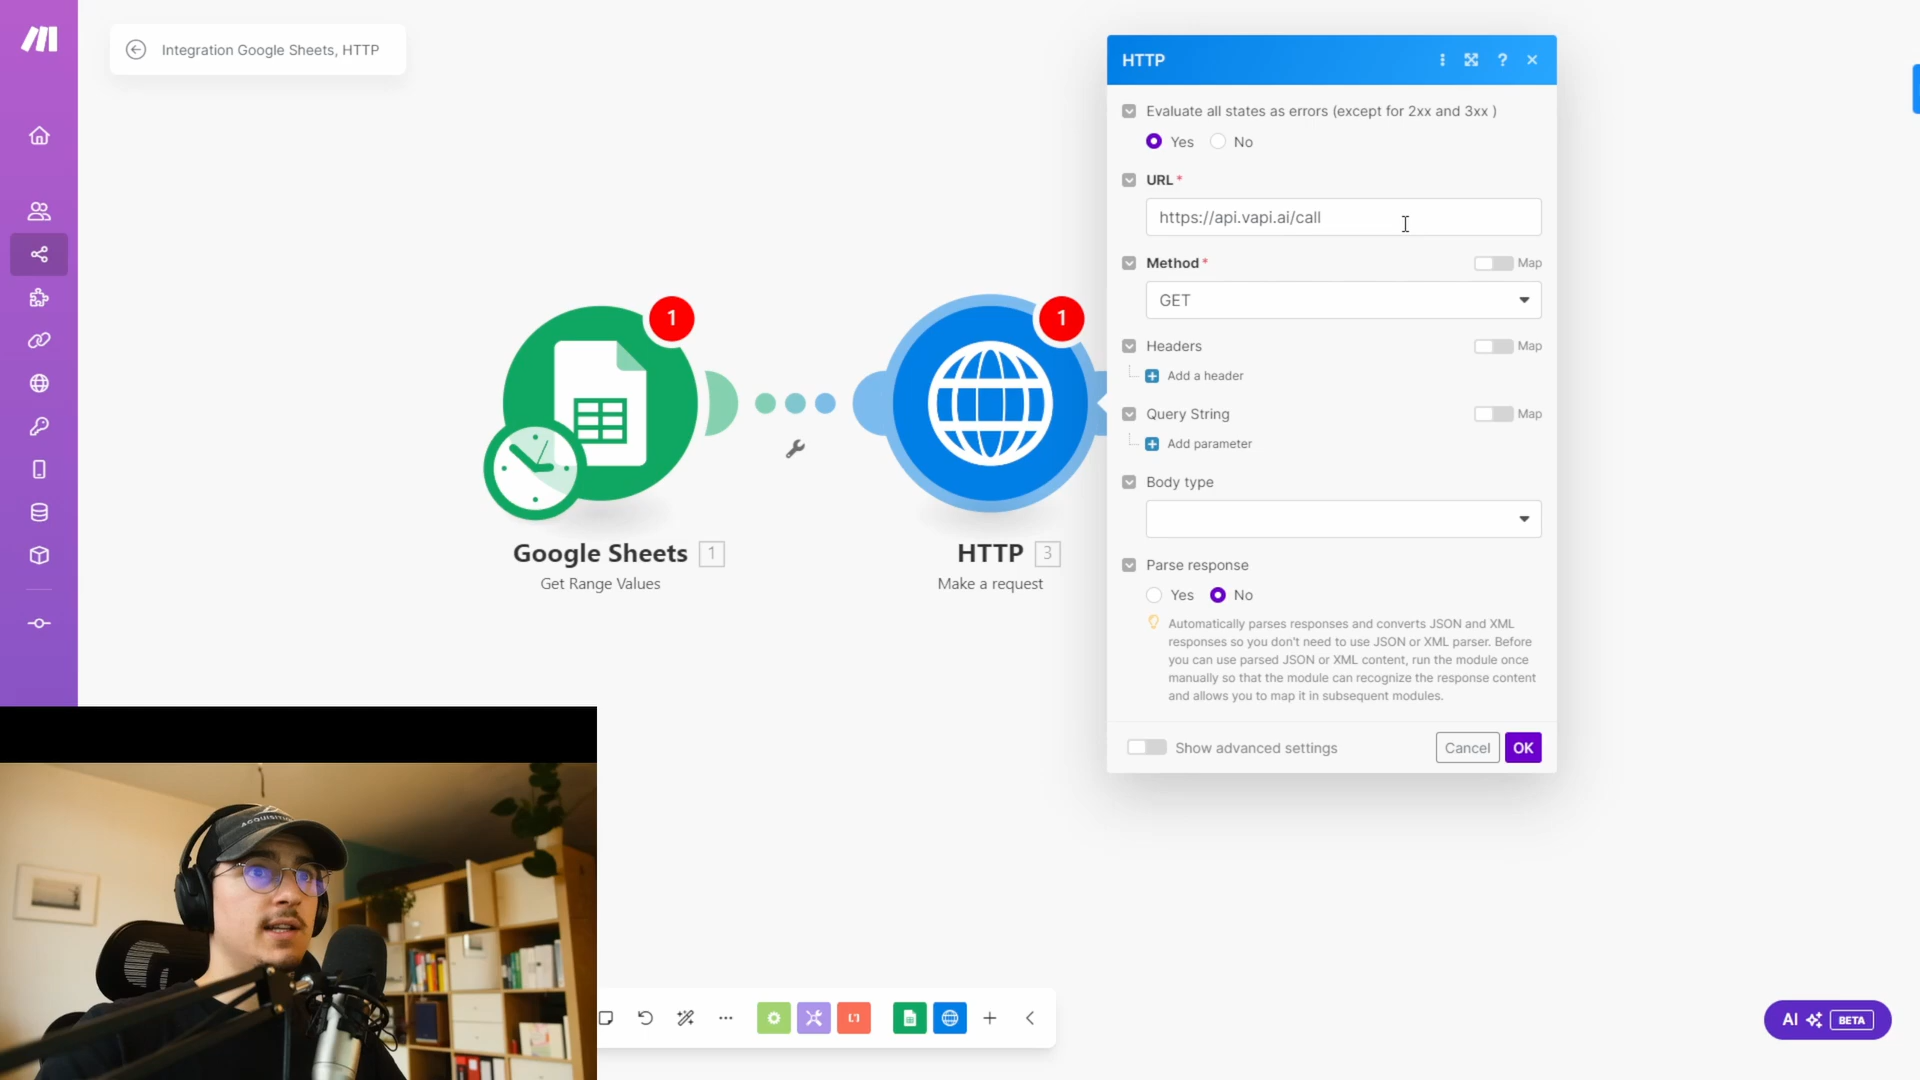 Integration Google Sheets, HTTP
HTTP
?
Evaluate all states as errors (except for 2xx and 3xx )
Yes
No
URL *
https://api.vapi.ai/call
Method *
Map
GET
Headers
Map
Add a header
Query String
Map
Add parameter
Body type
Parse response
Yes
No
Automatically parses responses and converts JSON and XML
responses so you don't need to use JSON or XML parser. Before
you can use parsed JSON or XML content, run the module once
manually so that the module can recognize the response content
and allows you to map it in subsequent modules.
Show advanced settings
Cancel
OK
1
1
Google Sheets 1
Get Range Values
HTTP 3
Make a request
AI BETA